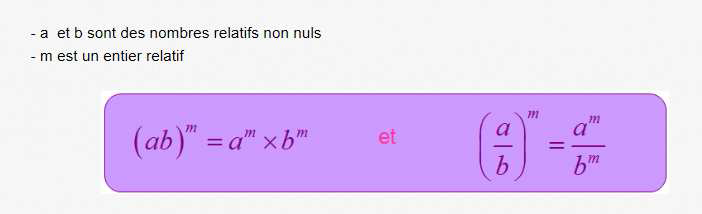 - a et b sont des nombres relatifs non nuls
- m est un entier relatif
(ab)^m = a^m × b^m et (a/b)^m = a^m/b^m